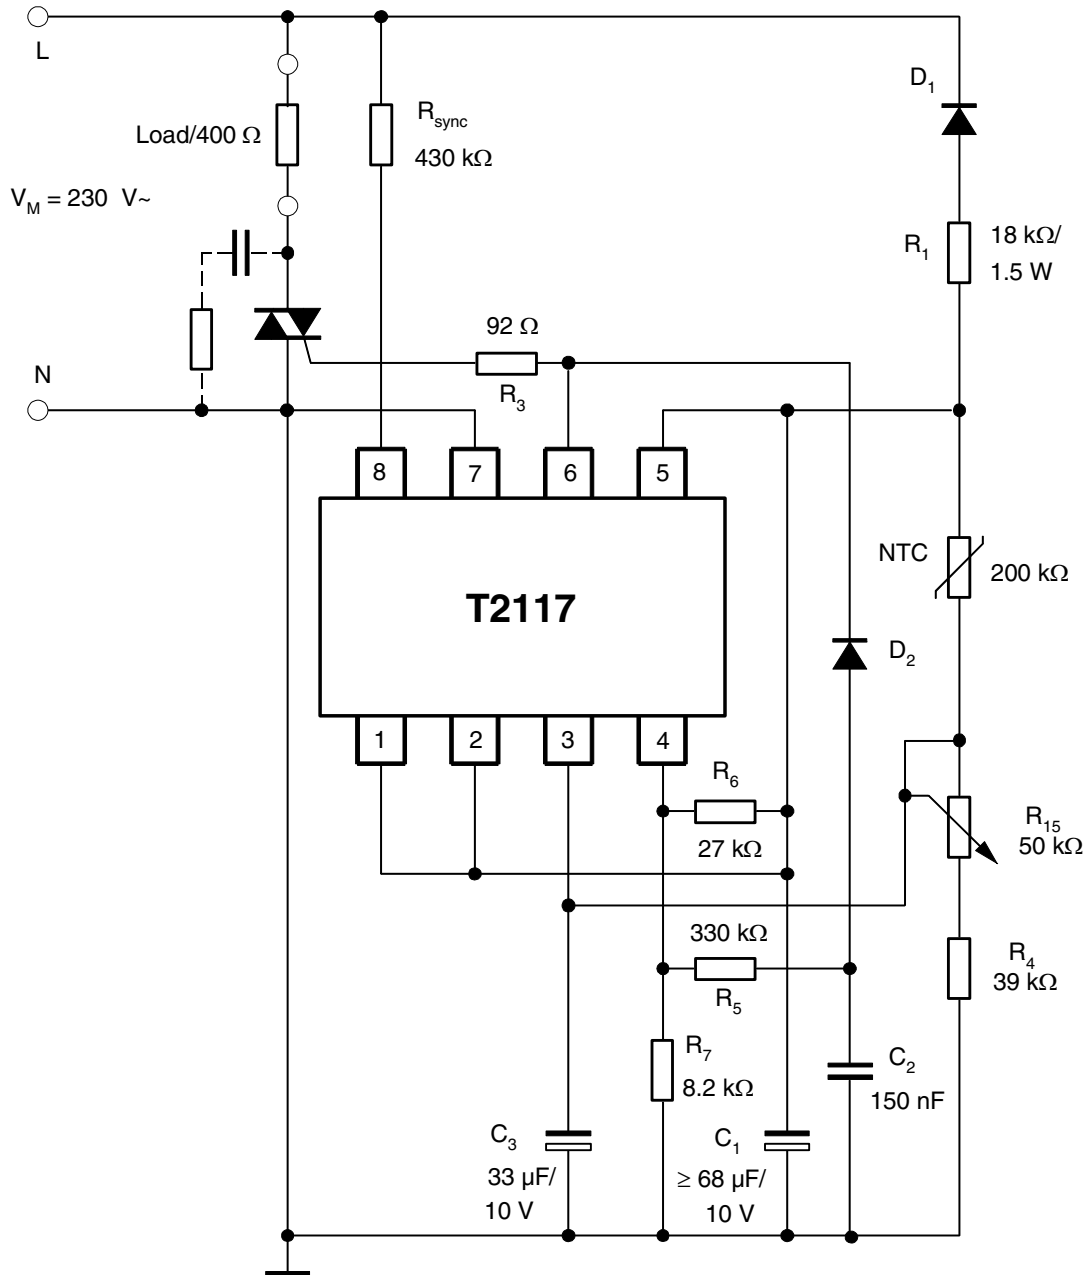 L
D1
Rsync
430 kΩ
Load/400 Ω
VM = 230 V~
R1
18 kΩ/
1.5 W
92 Ω
R3
N
8
7
6
5
NTC
200 kΩ
T2117
D2
1
2
3
4
R6
27 kΩ
R15
50 kΩ
330 kΩ
R5
R4
39 kΩ
R7
8.2 kΩ
C2
150 nF
C3
33 µF/
10 V
C1
≥ 68 µF/
10 V